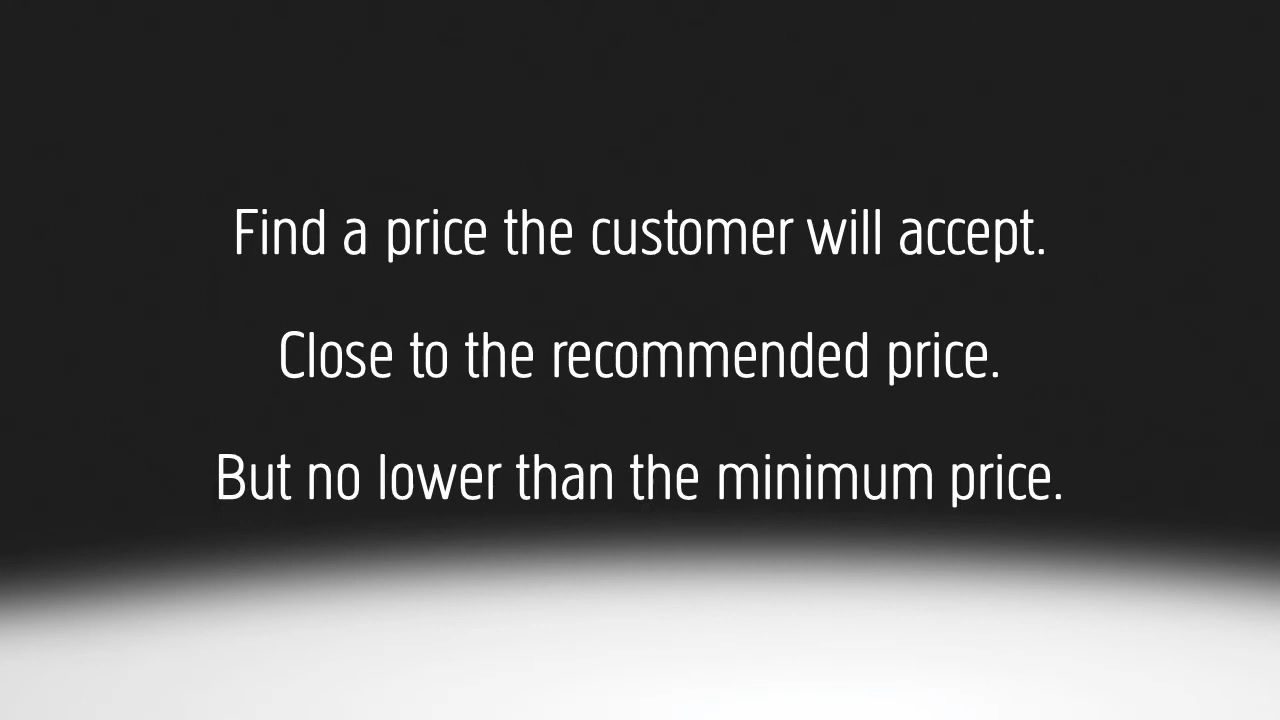 Find a price the customer will accept.
Close to the recommended price.
But no lower than the minimum price.